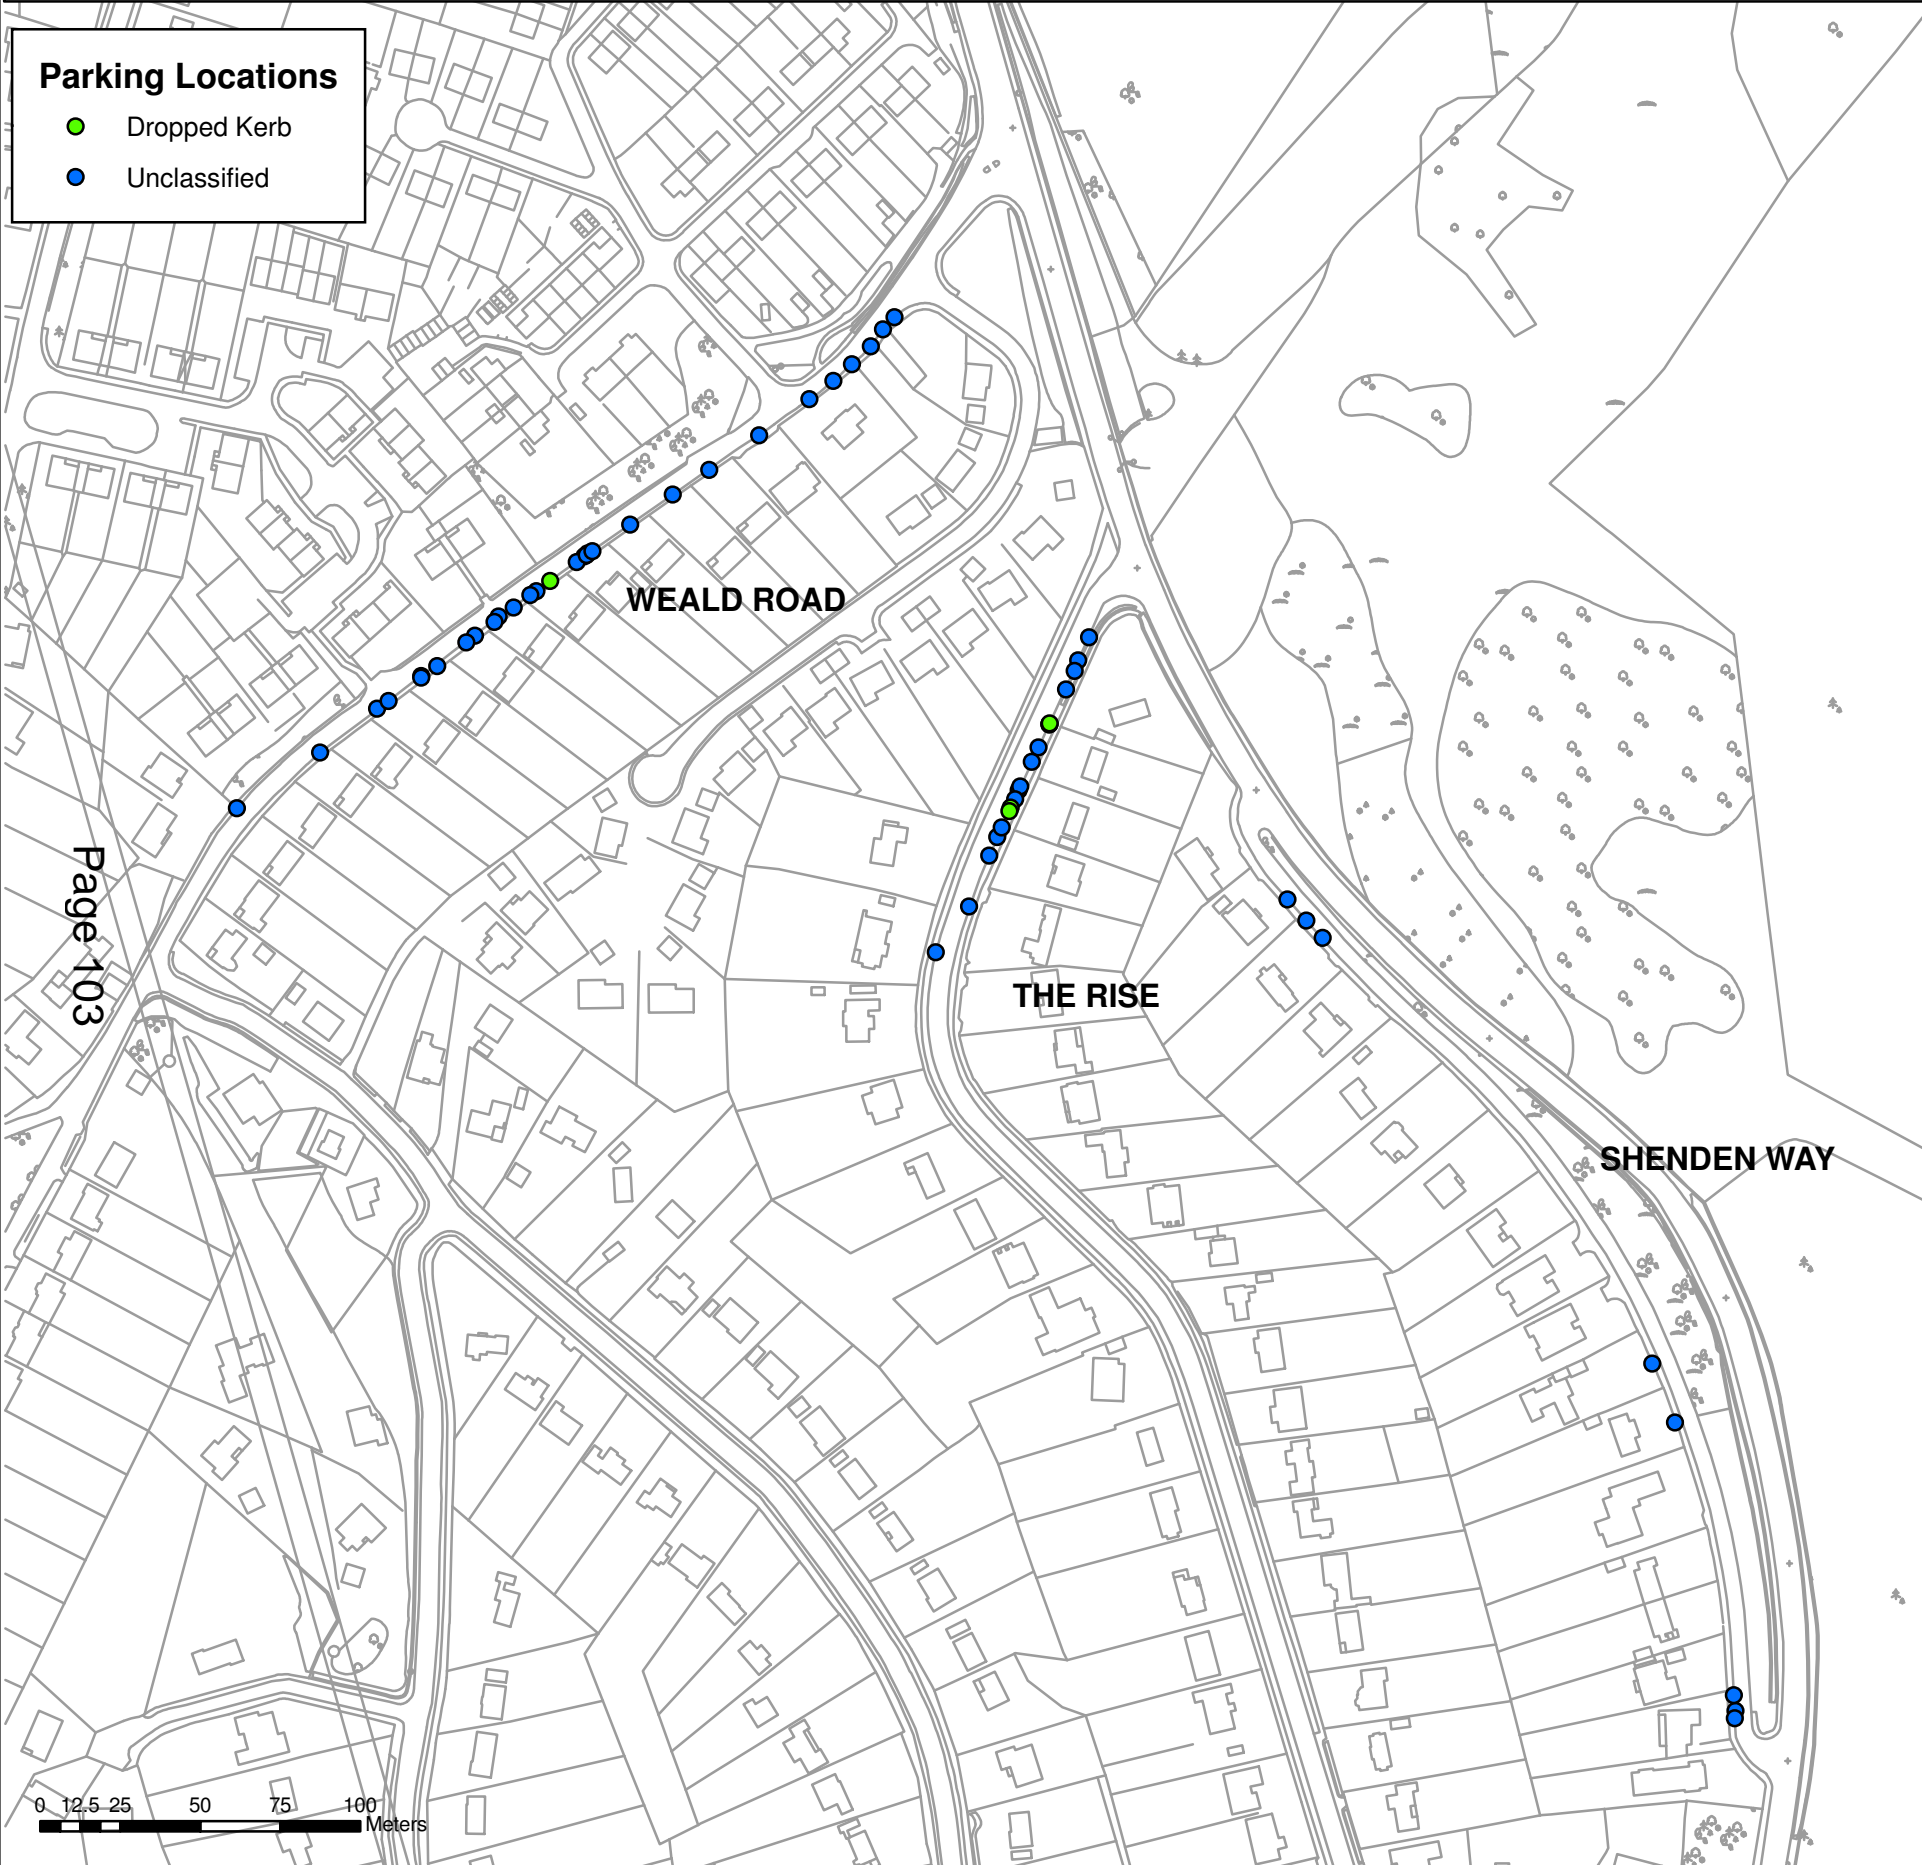 Parking Locations
Dropped Kerb
Unclassified
WEALD ROAD
Page 103
THE RISE
SHENDEN WAY
0 12.5 25 50 75 100
Meters